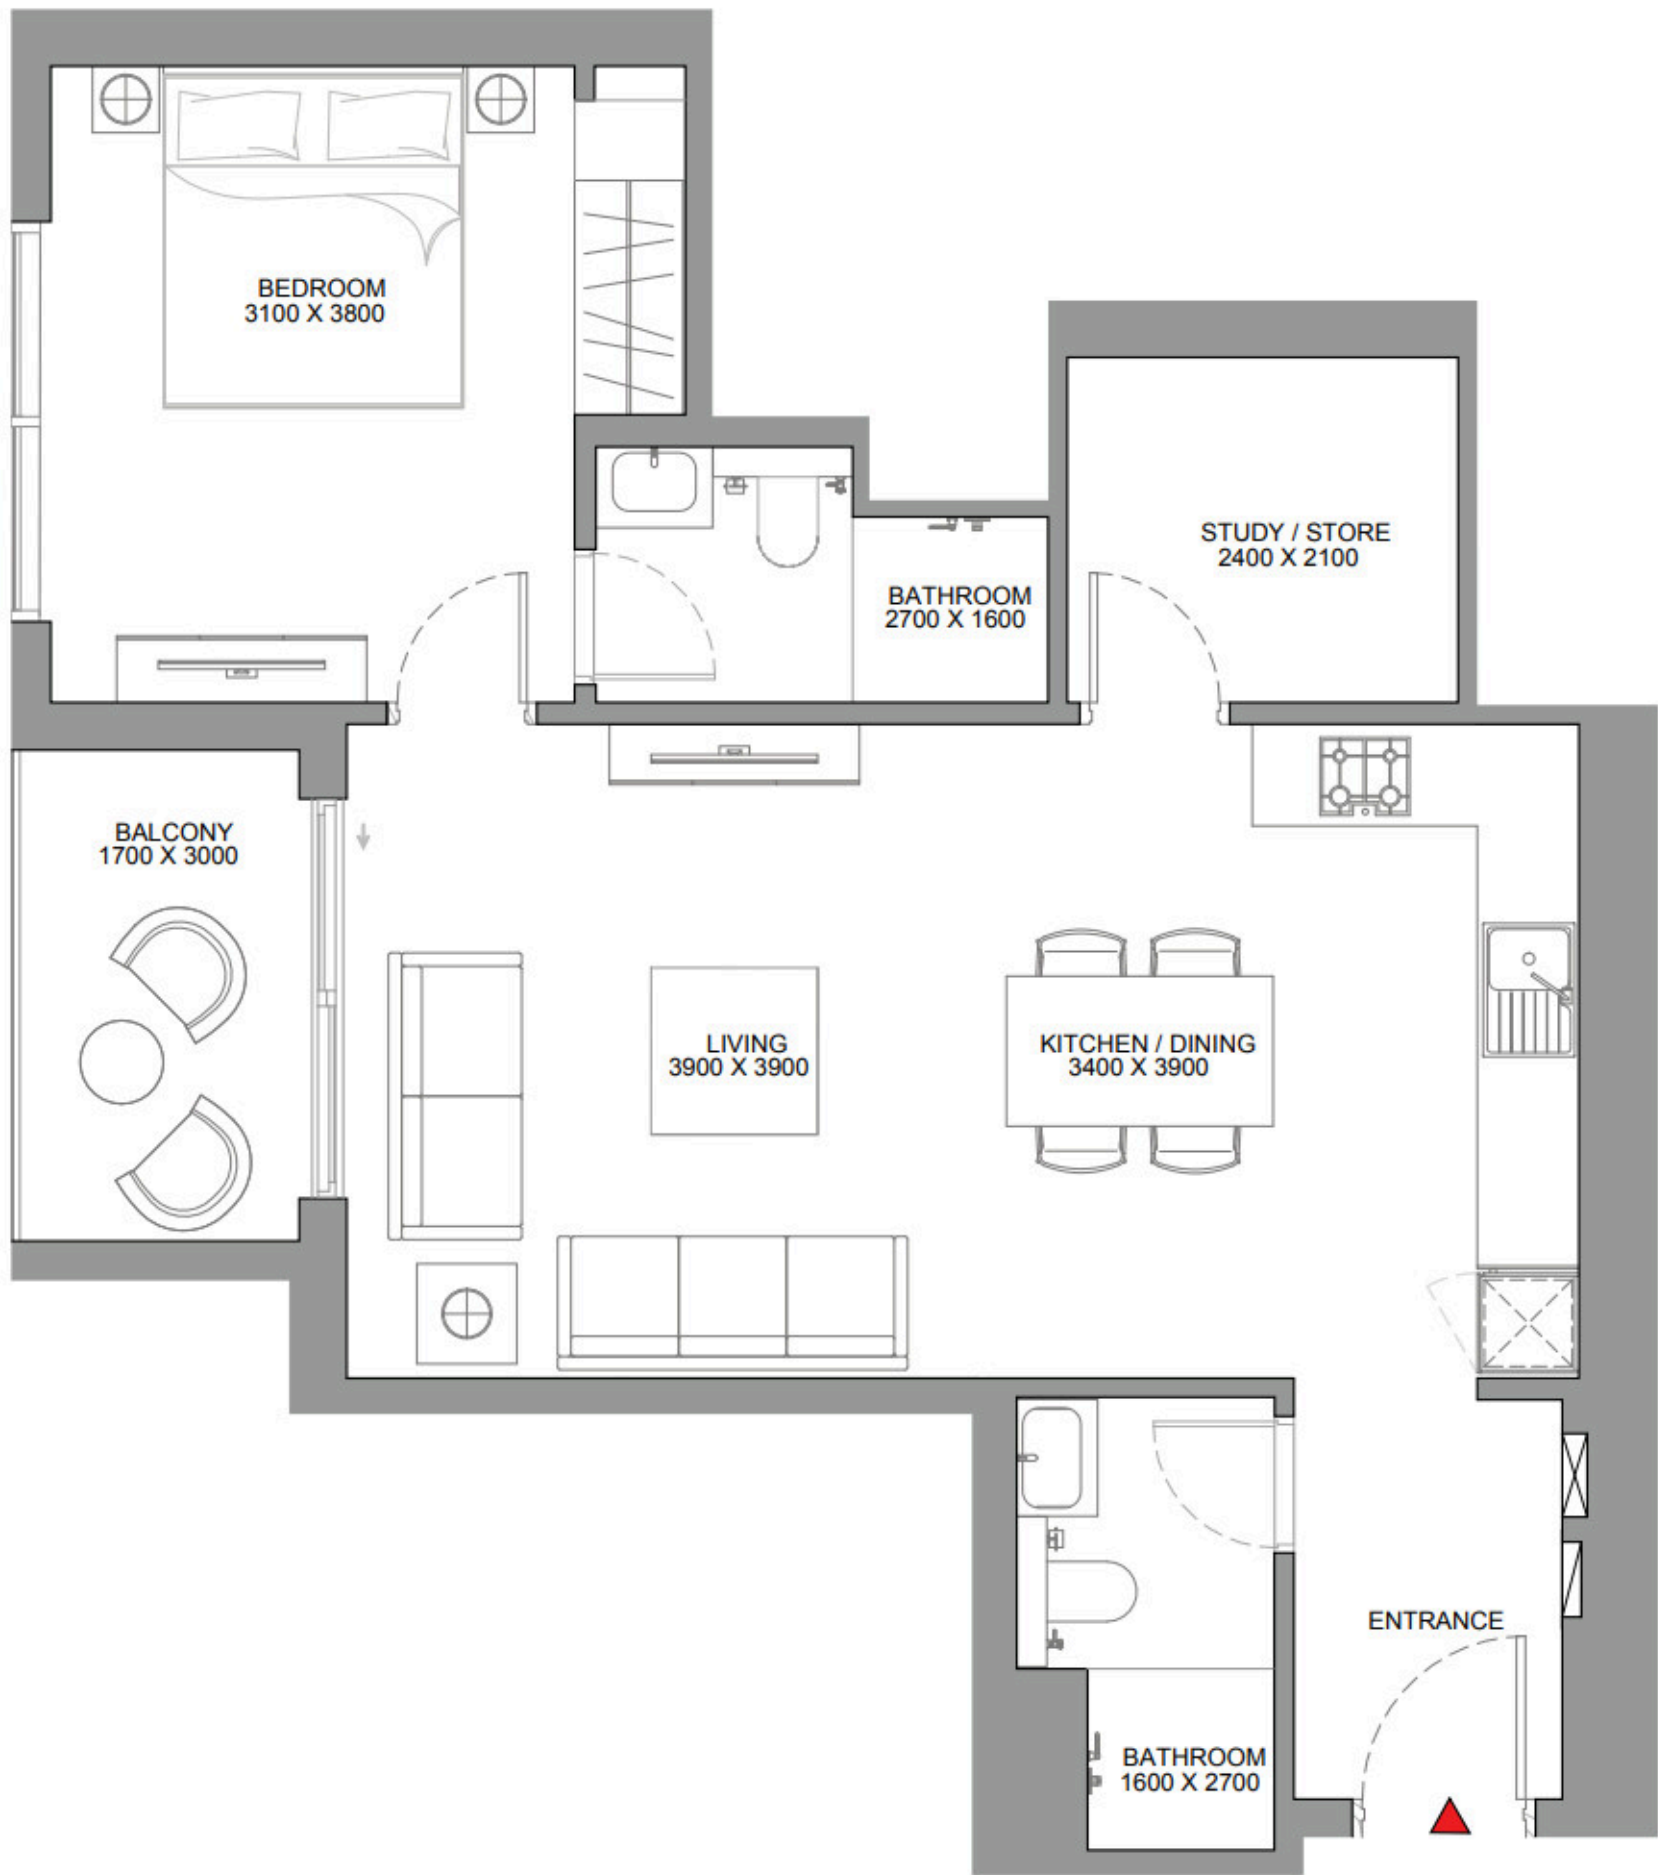 BEDROOM
3100 X 3800
STUDY / STORE
2400 X 2100
BATHROOM
2700 X 1600
BALCONY
1700 X 3000
LIVING
3900 X 3900
KITCHEN / DINING
3400 X 3900
ENTRANCE
BATHROOM
1600 X 2700